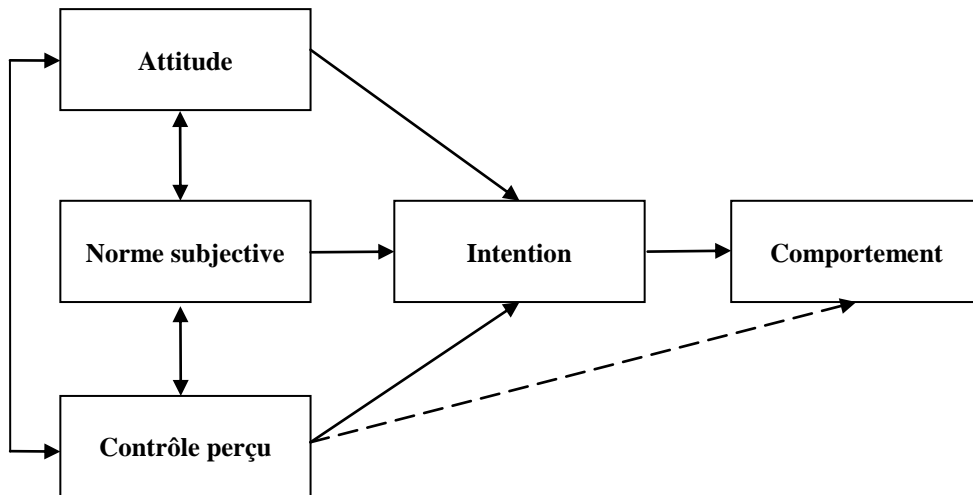 Attitude
Norme subjective
Intention
Comportement
Contrôle perçu